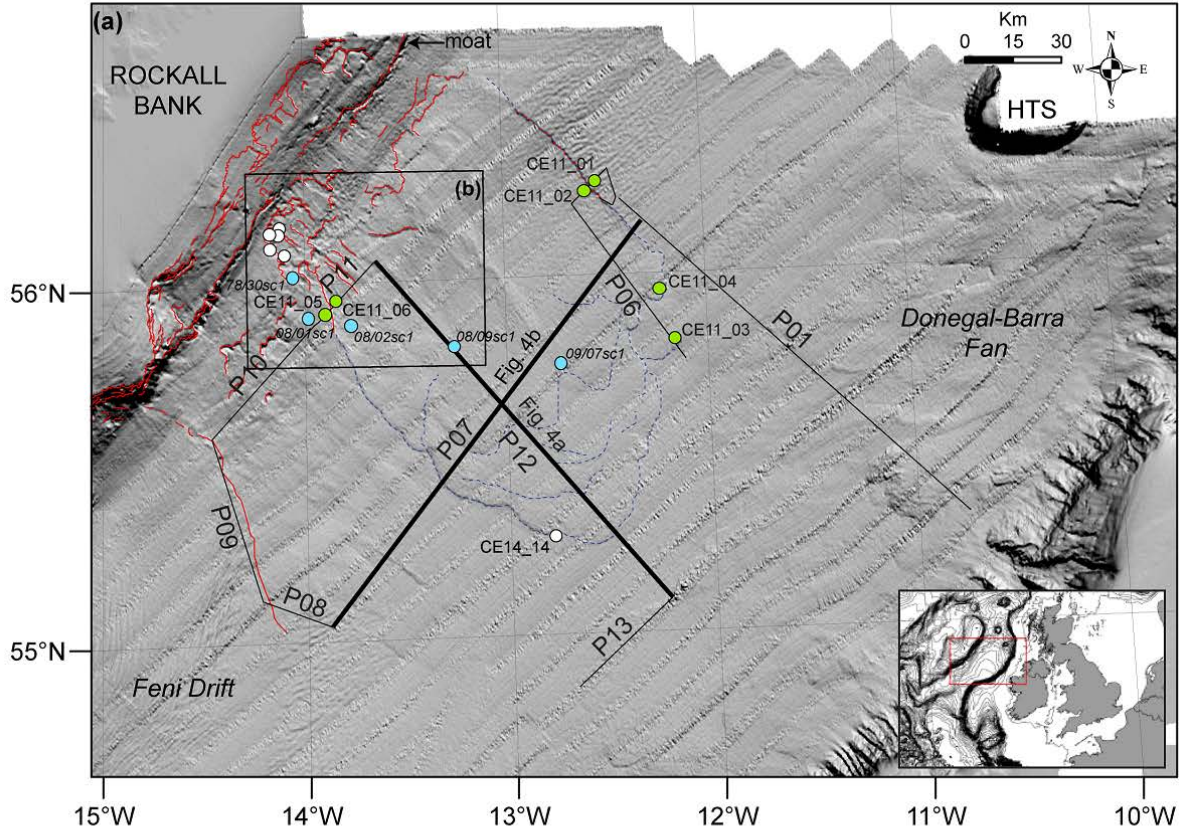 (a)
Km
0 15 30
N
W E
S
moat
ROCKALL
BANK
HTS
CE11_01
CE11_02
(b)
P11
78/30sc1
CE11_05
CE11_06
08/01sc1
08/02sc1
08/09sc1
09/07sc1
CE11_04
CE11_03
P06
P01
Donegal-Barra
Fan
56°N
P10
Fig. 4b
Fig. 4a
P07
P12
P09
CE14_14
P08
P13
55°N
Feni Drift
15°W 14°W 13°W 12°W 11°W 10°W